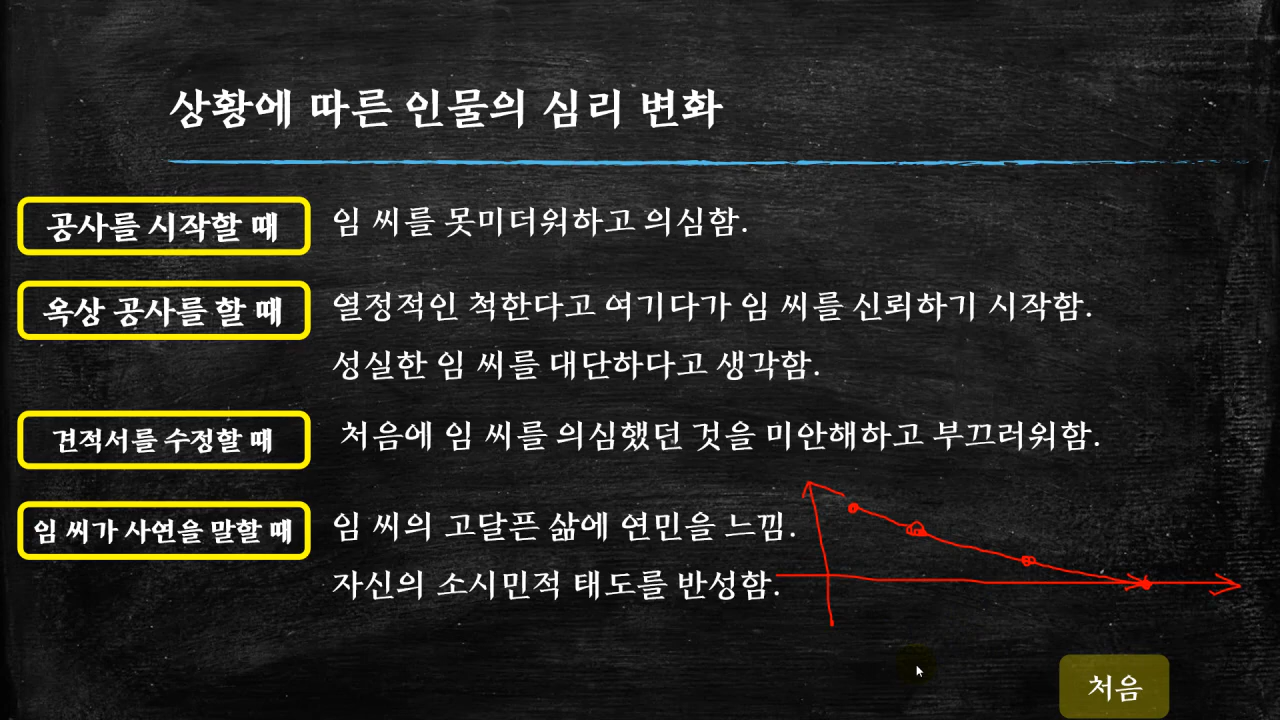 상황에 따른 인물의 심리 변화
공사를 시작할 때
임 씨를 못미더워하고 의심함.
옥상 공사를 할 때
열정적인 척한다고 여기다가 임 씨를 신뢰하기 시작함.
성실한 임 씨를 대단하다고 생각함.
견적서를 수정할 때
처음에 임 씨를 의심했던 것을 미안해하고 부끄러워함.
임 씨가 사연을 말할 때
임 씨의 고달픈 삶에 연민을 느낌.
자신의 소시민적 태도를 반성함.
처음